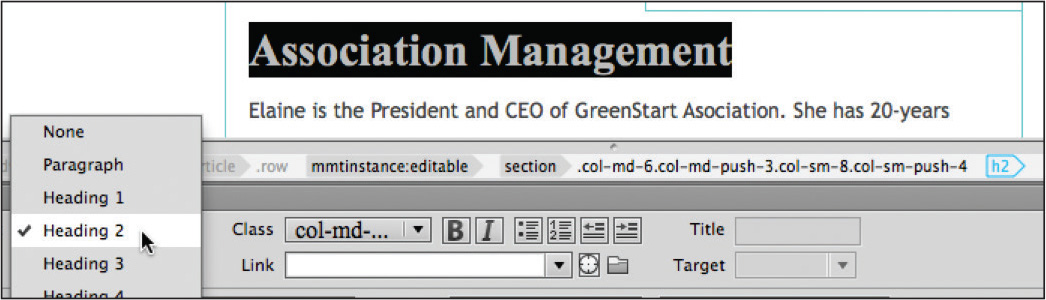 Association Management
Elaine is the President and CEO of GreenStart Asociation. She has 20-years
None
Paragraph
Heading 1
Heading 2
Heading 3
Heading 4
ticle .row mmtinstance:editable section .col-md-6.col-md-push-3.col-sm-8.col-sm-push-4 h2
Class col-md-... B I Title
Link Target